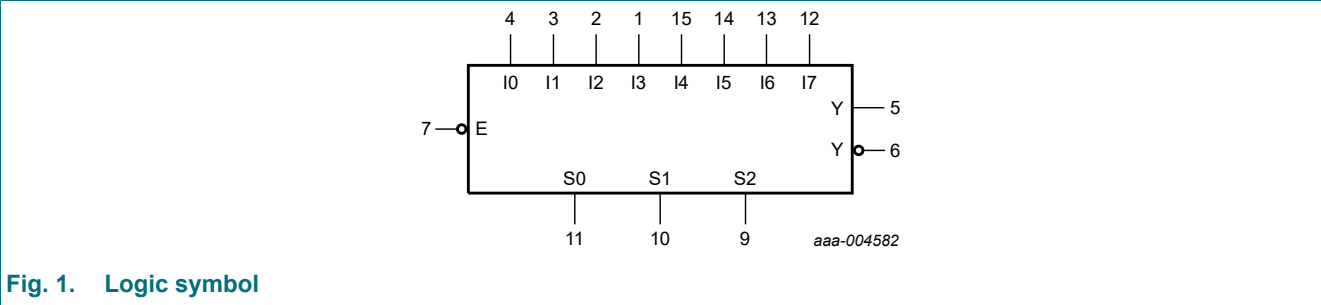 4 3 2 1 15 14 13 12
I0 I1 I2 I3 I4 I5 I6 I7
Y 5
7 E
Y 6
S0 S1 S2
11 10 9
aaa-004582
Fig. 1. Logic symbol